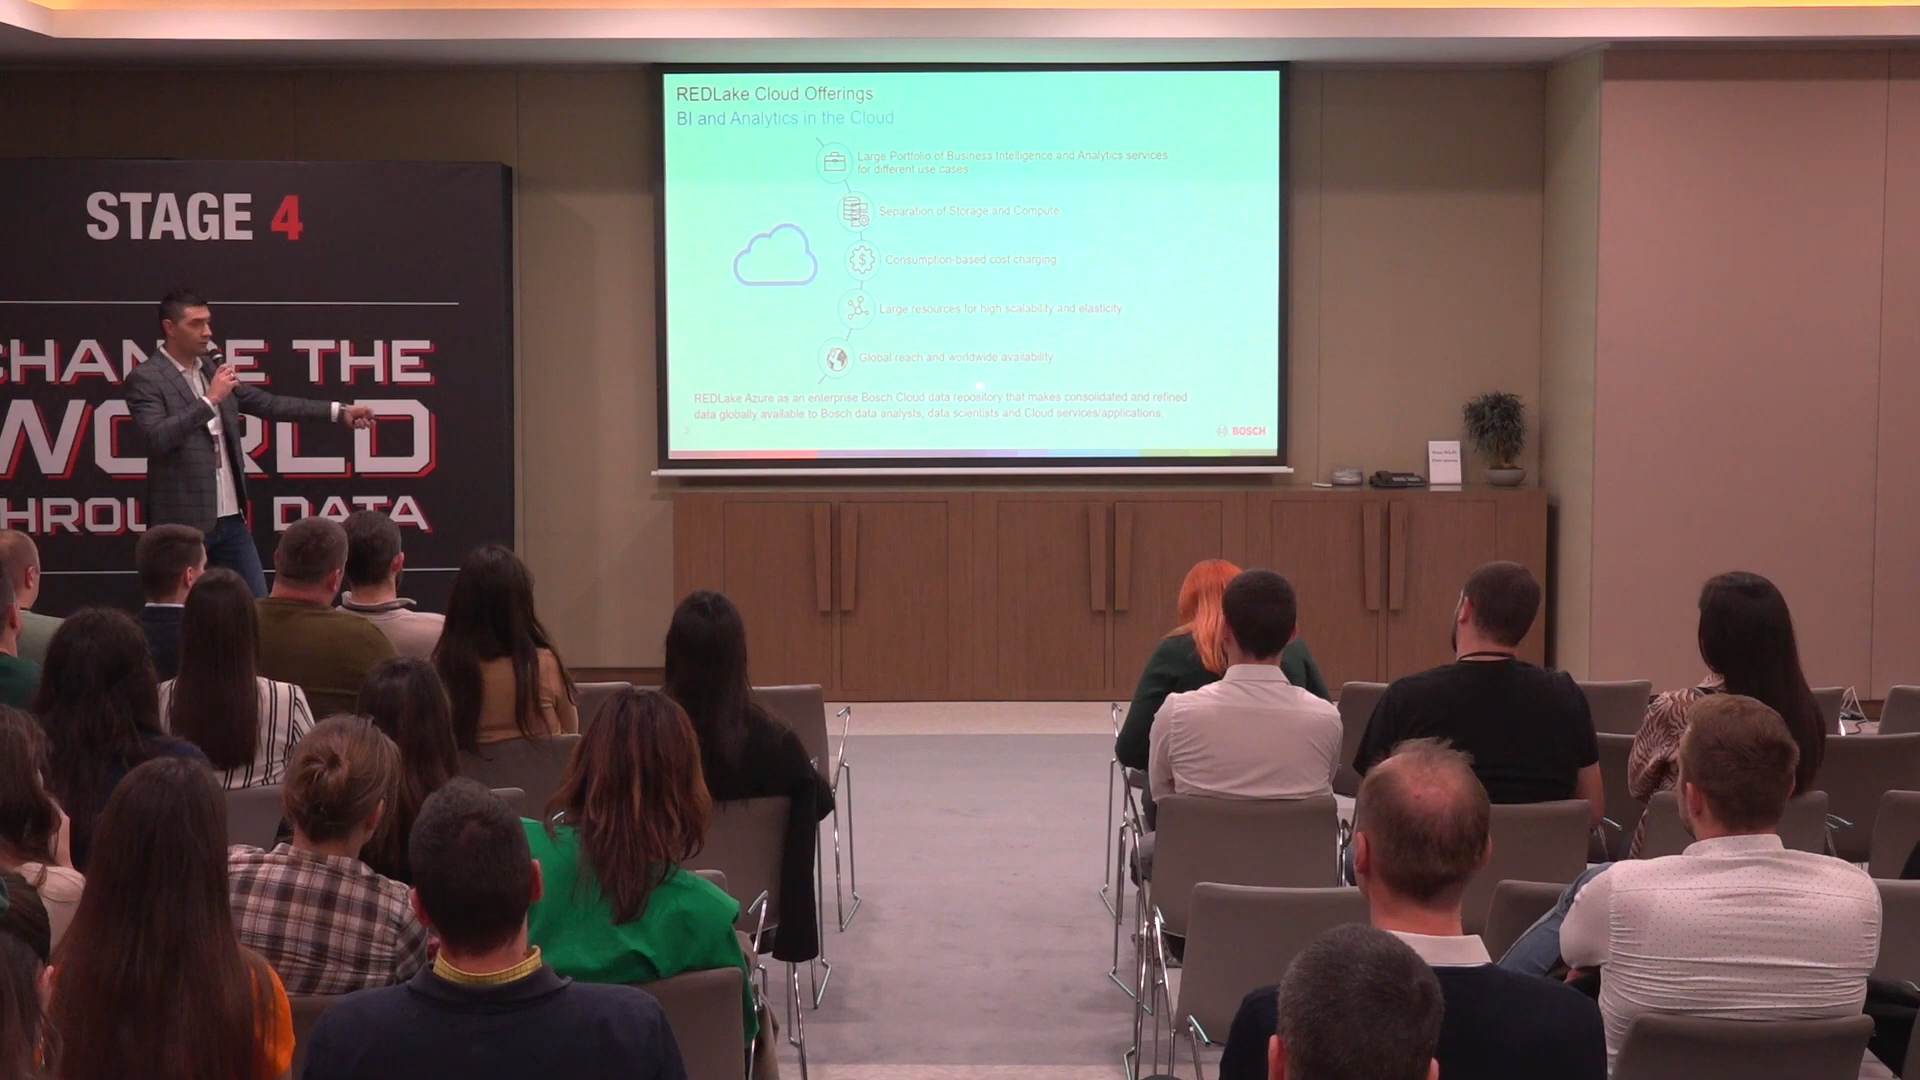 STAGE 4
CHANGE THE
WORLD
THROU DATA
REDLake Cloud Offerings
BI and Analytics in the Cloud
Large Portfolio of Business Intelligence and Analytics services
for different use cases
Separation of Storage and Compute
Consumption-based cost charging
Large resources for high scalability and elasticity
Global reach and worldwide availability
REDLake Azure as an enterprise Bosch Cloud data repository that makes consolidated and refined
data globally available to Bosch data analysts, data scientists and Cloud services/applications.
BOSCH